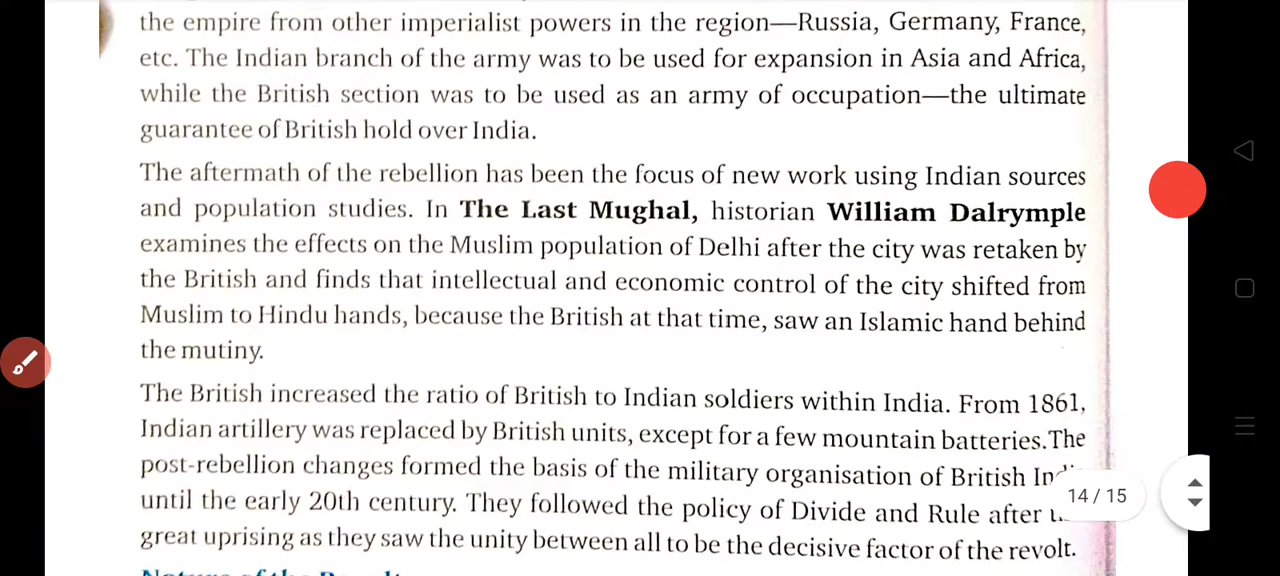 the empire from other imperialist powers in the region—Russia, Germany, France,
etc. The Indian branch of the army was to be used for expansion in Asia and Africa,
while the British section was to be used as an army of occupation—the ultimate
guarantee of British hold over India.
The aftermath of the rebellion has been the focus of new work using Indian sources
and population studies. In The Last Mughal, historian William Dalrymple
examines the effects on the Muslim population of Delhi after the city was retaken by
the British and finds that intellectual and economic control of the city shifted from
Muslim to Hindu hands, because the British at that time, saw an Islamic hand behind
the mutiny.
The British increased the ratio of British to Indian soldiers within India. From 1861,
Indian artillery was replaced by British units, except for a few mountain batteries.The
post-rebellion changes formed the basis of the military organisation of British
14 / 15
until the early 20th century. They followed the policy of Divide and Rule after
great uprising as they saw the unity between all to be the decisive factor of the revolt.
Nature of the Revolt